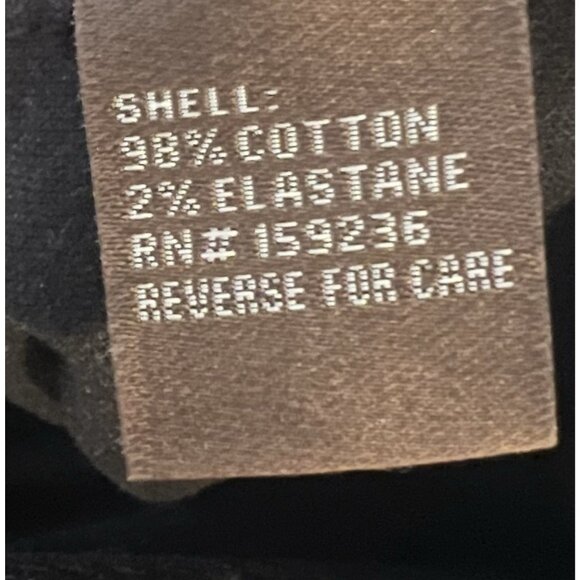 SHELL:
98% COTTON
2% ELASTANE
RN# 159236
REVERSE FOR CARE